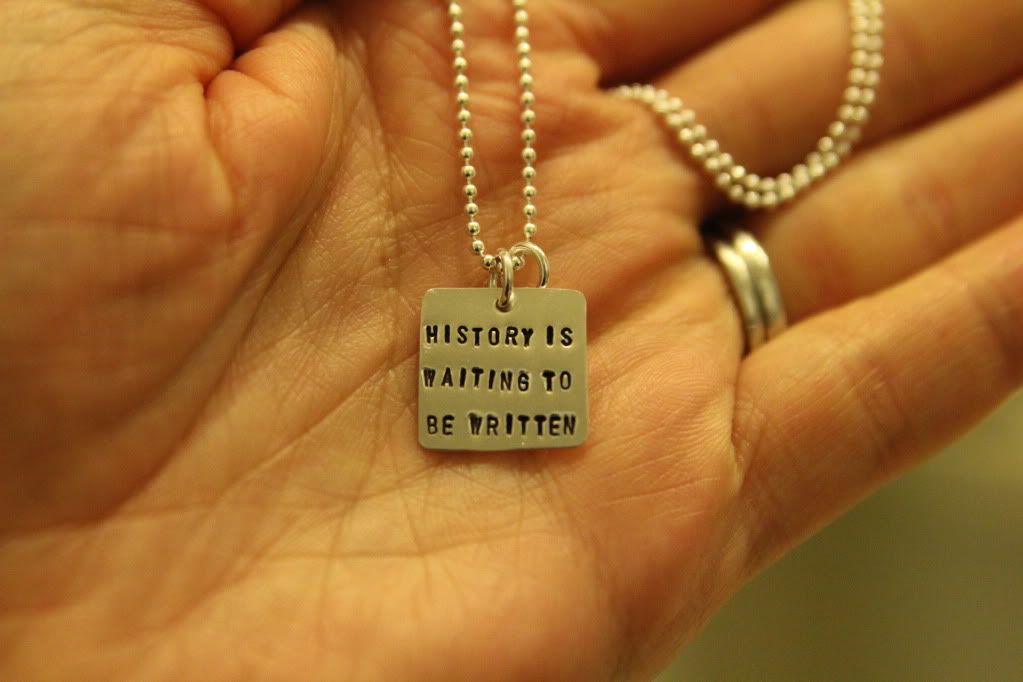 HISTORY IS
WAITING TO
BE WRITTEN